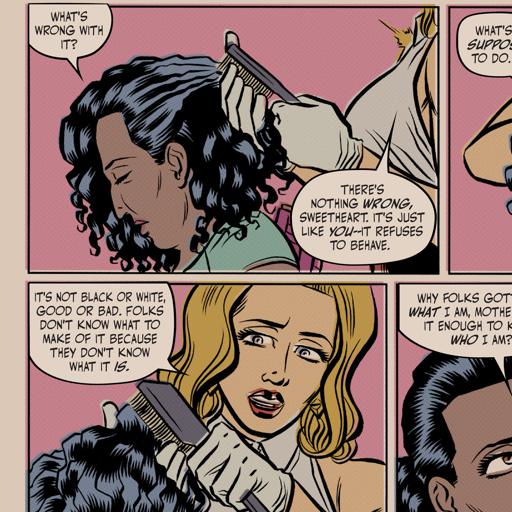 WHAT'S
WRONG WITH
IT?
THERE'S
NOTHING WRONG,
SWEETHEART. IT'S JUST
LIKE YOU--IT REFUSES
TO BEHAVE.
WHAT'S
TO DO.
IT'S NOT BLACK OR WHITE,
GOOD OR BAD. FOLKS
DON'T KNOW WHAT TO
MAKE OF IT BECAUSE
THEY DON'T KNOW
WHAT IT IS.
WHY FOLKS GOT
WHAT I AM,
IT ENOUGH TO
WHO I AM?